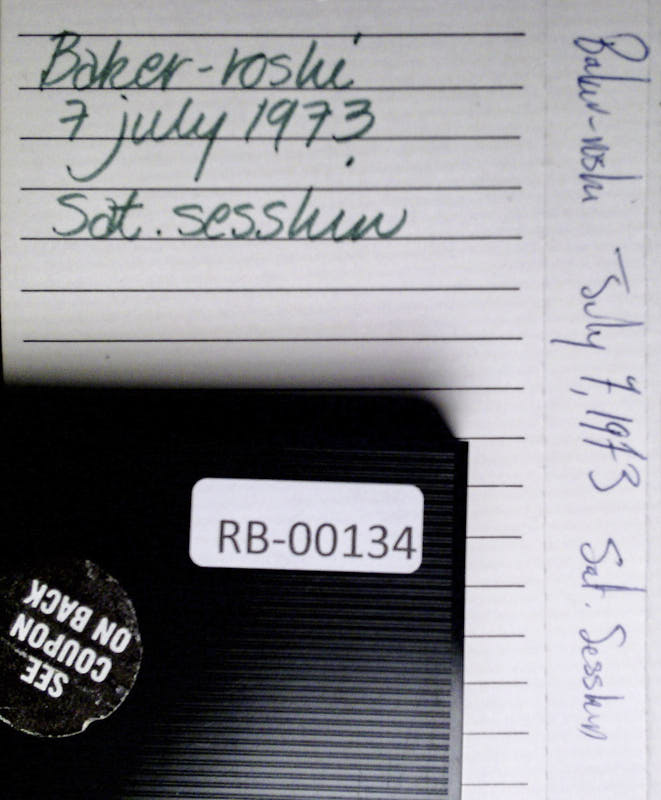 Baker-roshi
7 july 1973
Sat. sesshin
Baker-roshi – July 7, 1973 Sat. Sesshin
RB-00134
SEE
COUPON
ON BACK